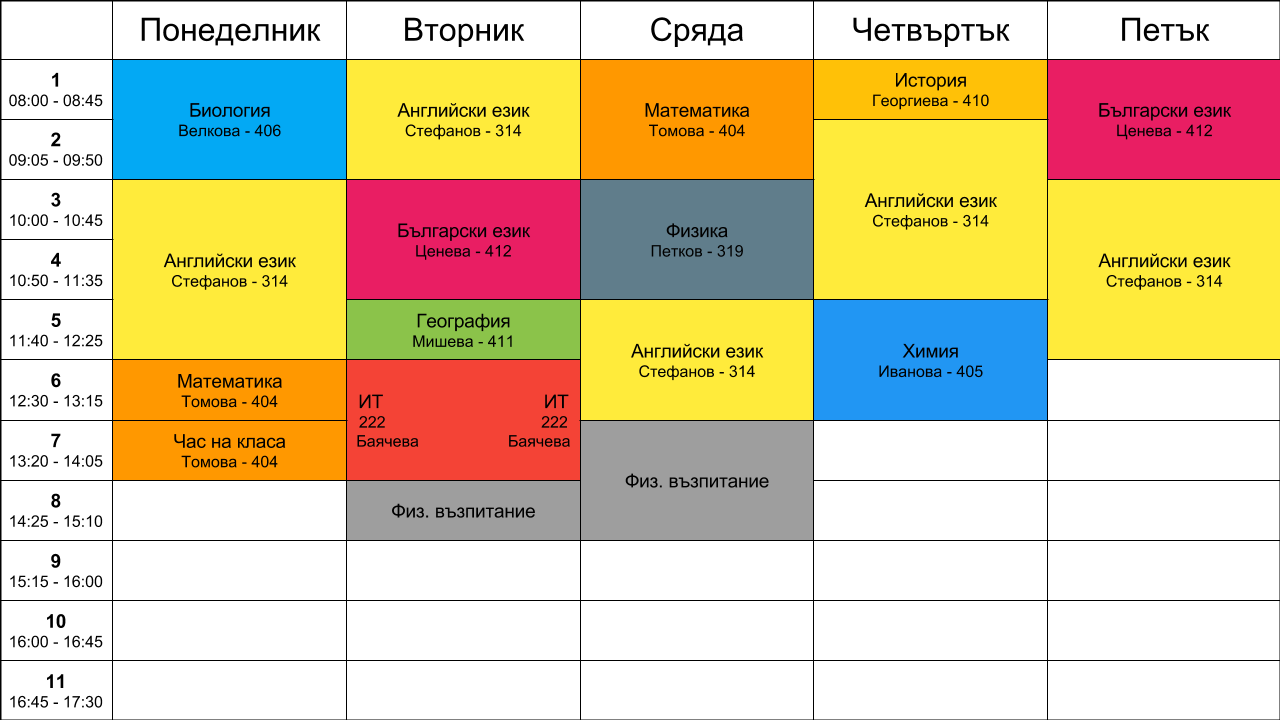 Понеделник
Вторник
Сряда
Четвъртък
Петък
1
08:00 - 08:45
2
09:05 - 09:50
3
10:00 - 10:45
4
10:50 - 11:35
5
11:40 - 12:25
6
12:30 - 13:15
7
13:20 - 14:05
8
14:25 - 15:10
9
15:15 - 16:00
10
16:00 - 16:45
11
16:45 - 17:30
Биология
Велкова - 406
Английски език
Стефанов - 314
Математика
Томова - 404
Час на класа
Томова - 404
Английски език
Стефанов - 314
Български език
Ценева - 412
География
Мишева - 411
ИТ
222
Баячева
ИТ
222
Баячева
Физ. възпитание
Математика
Томова - 404
Физика
Петков - 319
Английски език
Стефанов - 314
Физ. възпитание
История
Георгиева - 410
Английски език
Стефанов - 314
Химия
Иванова - 405
Български език
Ценева - 412
Английски език
Стефанов - 314